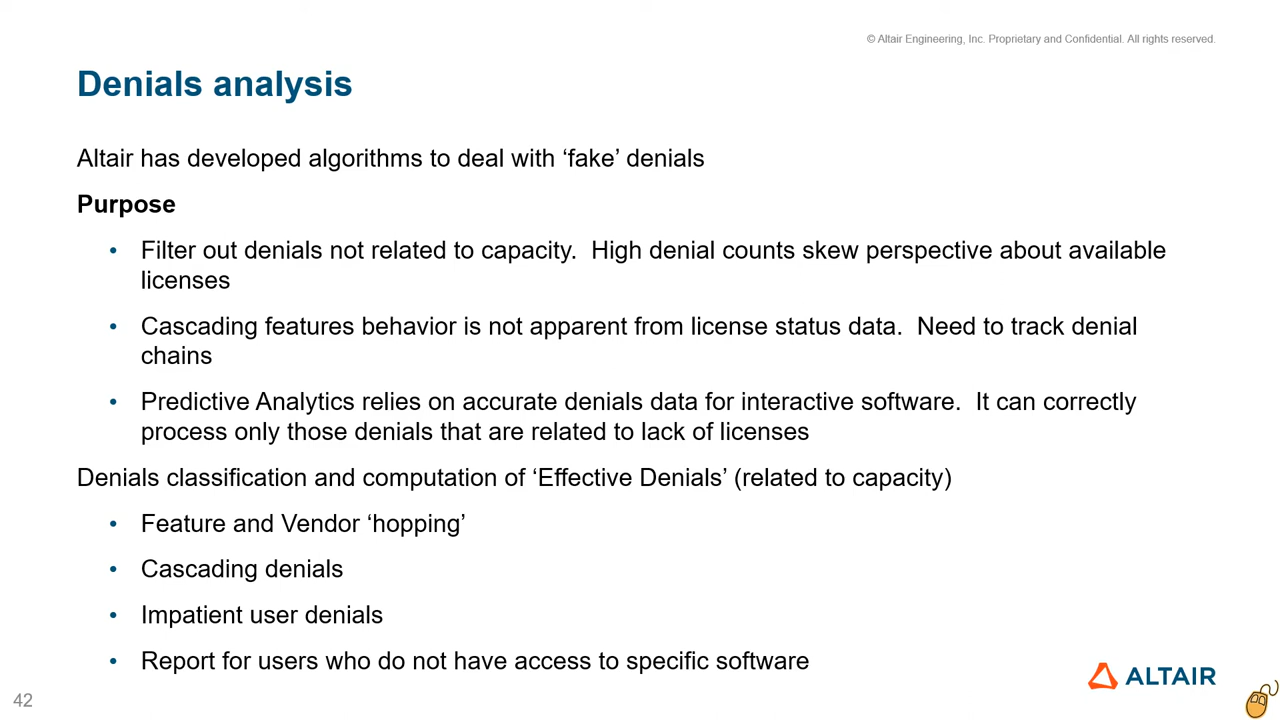 © Altair Engineering, Inc. Proprietary and Confidential. All rights reserved.
Denials analysis
Altair has developed algorithms to deal with ‘fake’ denials
Purpose
• Filter out denials not related to capacity.  High denial counts skew perspective about available
licenses
• Cascading features behavior is not apparent from license status data.  Need to track denial
chains
• Predictive Analytics relies on accurate denials data for interactive software.  It can correctly
process only those denials that are related to lack of licenses
Denials classification and computation of ‘Effective Denials’ (related to capacity)
• Feature and Vendor ‘hopping’
• Cascading denials
• Impatient user denials
• Report for users who do not have access to specific software
ALTAIR
42